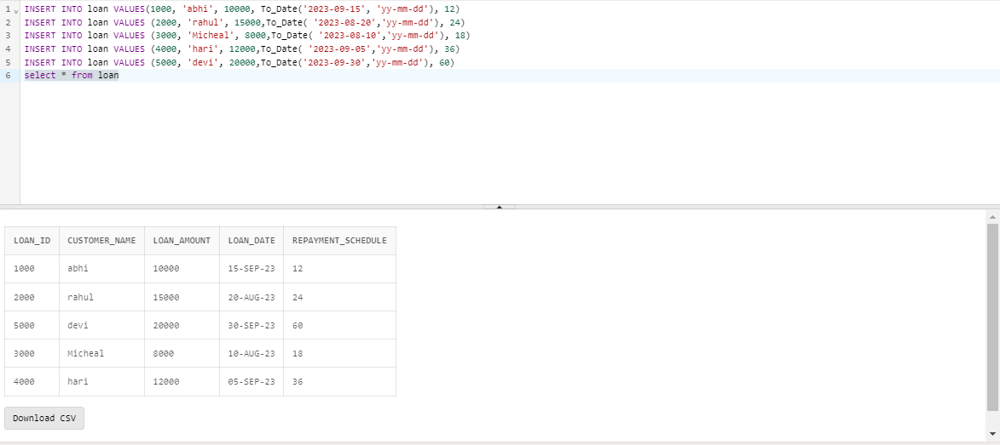 1 INSERT INTO loan VALUES(1000, 'abhi', 10000, To_Date('2023-09-15', 'yy-mm-dd'), 12)
2 INSERT INTO loan VALUES (2000, 'rahul', 15000,To_Date( '2023-08-20','yy-mm-dd'), 24)
3 INSERT INTO loan VALUES (3000, 'Micheal', 8000,To_Date( '2023-08-10','yy-mm-dd'), 18)
4 INSERT INTO loan VALUES (4000, 'hari', 12000,To_Date( '2023-09-05','yy-mm-dd'), 36)
5 INSERT INTO loan VALUES (5000, 'devi', 20000,To_Date('2023-09-30','yy-mm-dd'), 60)
6 select * from loan
LOAN_ID CUSTOMER_NAME LOAN_AMOUNT LOAN_DATE REPAYMENT_SCHEDULE
1000 abhi 10000 15-SEP-23 12
2000 rahul 15000 20-AUG-23 24
5000 devi 20000 30-SEP-23 60
3000 Micheal 8000 10-AUG-23 18
4000 hari 12000 05-SEP-23 36
Download CSV